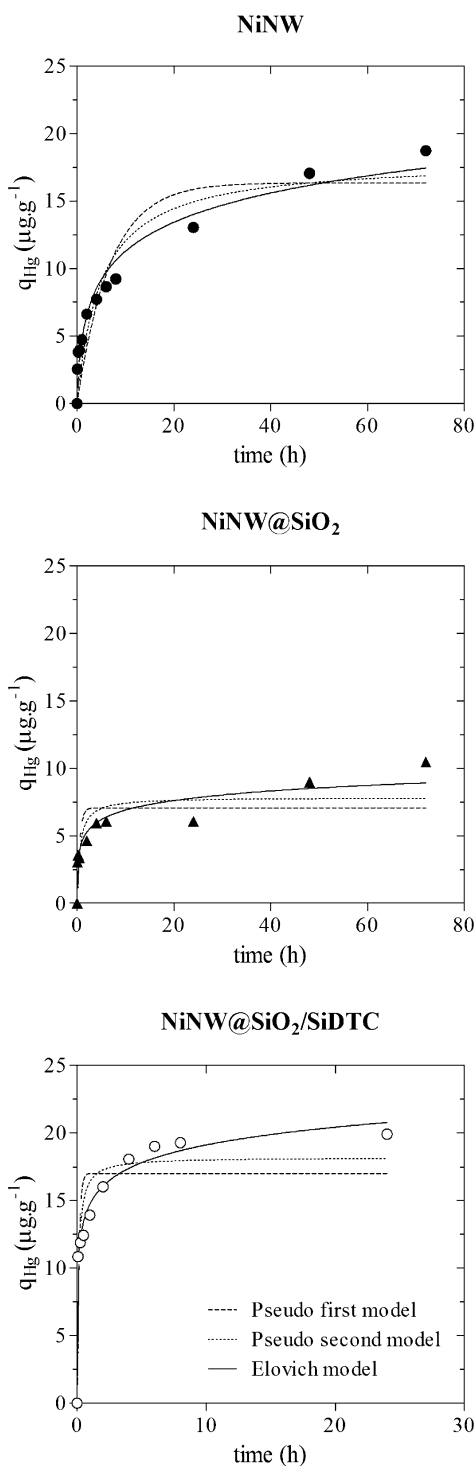 NiNW
25
20
15
10
5
0
0 20 40 60 80
q_Hg (µg.g⁻¹)
time (h)
NiNW@SiO₂
25
20
15
10
5
0
0 20 40 60 80
q_Hg (µg.g⁻¹)
time (h)
NiNW@SiO₂/SiDTC
25
20
15
10
5
0
0 10 20 30
q_Hg (µg.g⁻¹)
time (h)
Pseudo first model
Pseudo second model
Elovich model